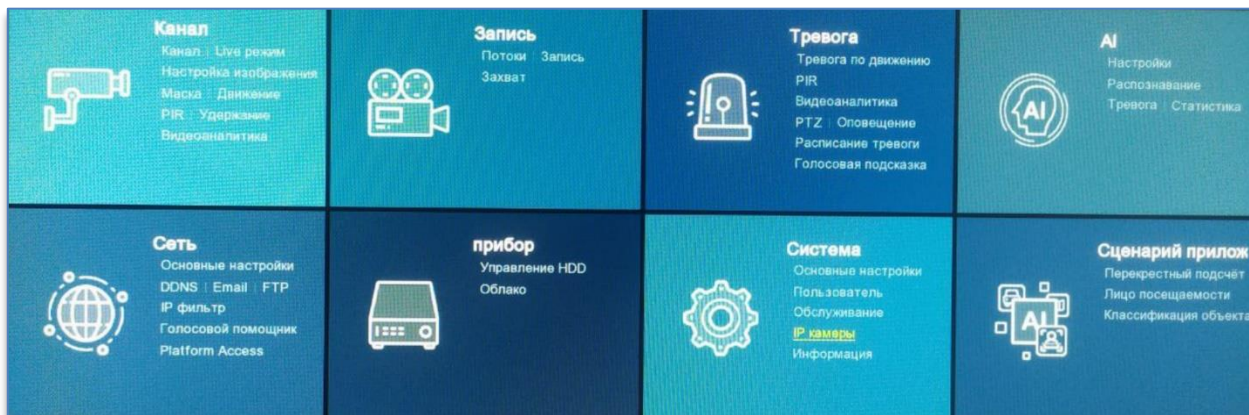 Канал
Канал | Live режим
Настройка изображения
Маска | Движение
PIR | Удержание
Видеоаналитика
Запись
Потоки | Запись
Захват
Тревога
Тревога по движению
PIR
Видеоаналитика
PTZ | Оповещение
Расписание тревоги
Голосовая подсказка
AI
Настройки
Распознавание
Тревога | Статистика
AI
Сеть
Основные настройки
DDNS | Email | FTP
IP фильтр
Голосовой помощник
Platform Access
прибор
Управление HDD
Облако
Система
Основные настройки
Пользователь
Обслуживание
IP камеры
Информация
Сценарий прилож
Перекрестный подсчёт
Лицо посещаемости
Классификация объекта
AI